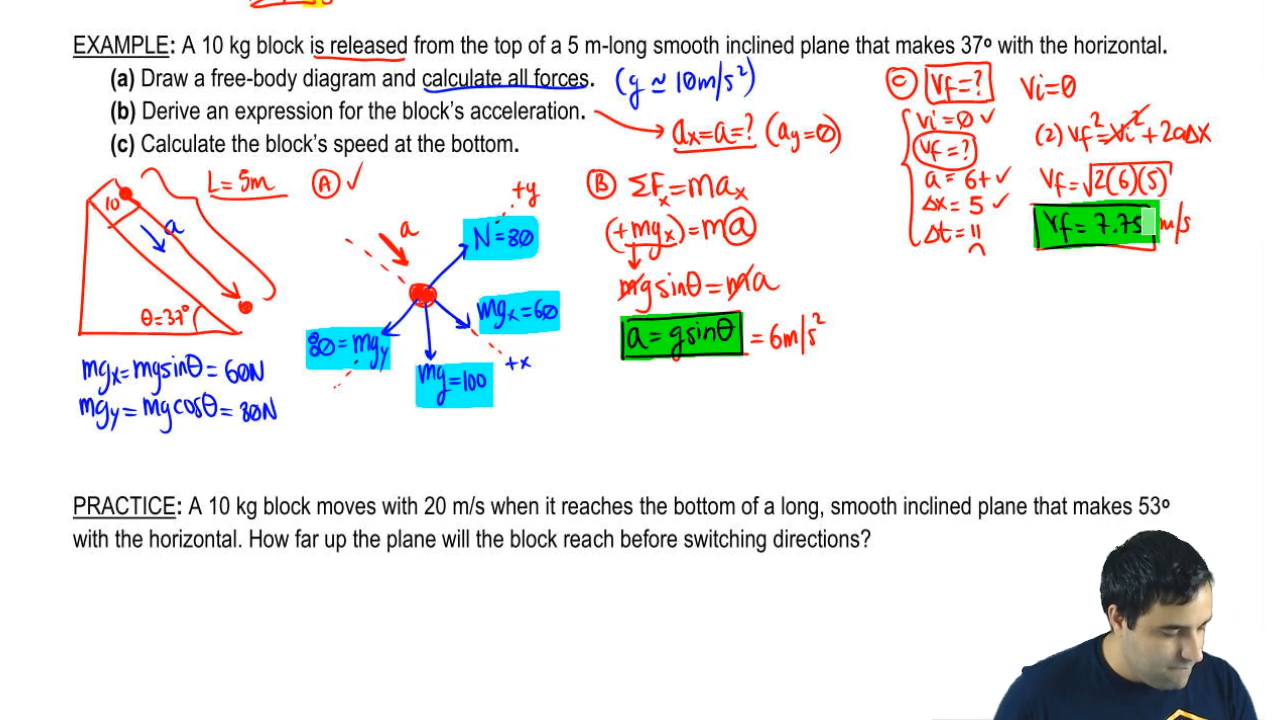 EXAMPLE: A 10 kg block is released from the top of a 5 m-long smooth inclined plane that makes 37º with the horizontal.
(a) Draw a free-body diagram and calculate all forces. (g ≃ 10m/s²)
(b) Derive an expression for the block's acceleration. → ax=a=? (ay=0)
(c) Calculate the block's speed at the bottom.
L=5m
10
a
θ=37°
mgx=mgsinθ=60N
mgy=mgcosθ=80N
A ✓
+y
a
N=80
mgx=60
80=mgy
mg=100
+x
B ΣFx=max
(+mgx)=ma
mgsinθ=ma
a=gsinθ =6m/s²
C Vf=? Vi=0
Vi=0 ✓
Vf=?
a=6+ ✓
Δx=5 ✓
Δt=
(2) Vf²=Vi²+2aΔx
Vf=√2(6)(5)
Vf=7.75 m/s
PRACTICE: A 10 kg block moves with 20 m/s when it reaches the bottom of a long, smooth inclined plane that makes 53º
with the horizontal. How far up the plane will the block reach before switching directions?